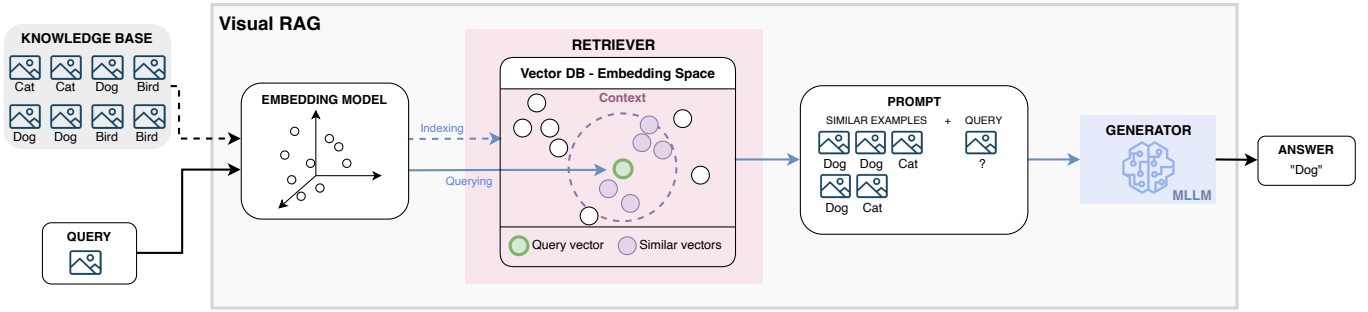 Visual RAG
KNOWLEDGE BASE
Cat Cat Dog Bird
Dog Dog Bird Bird
QUERY
EMBEDDING MODEL
Indexing
Querying
RETRIEVER
Vector DB - Embedding Space
Context
Query vector Similar vectors
PROMPT
SIMILAR EXAMPLES + QUERY
Dog Dog Cat ?
Dog Cat
GENERATOR
MLLM
ANSWER
"Dog"